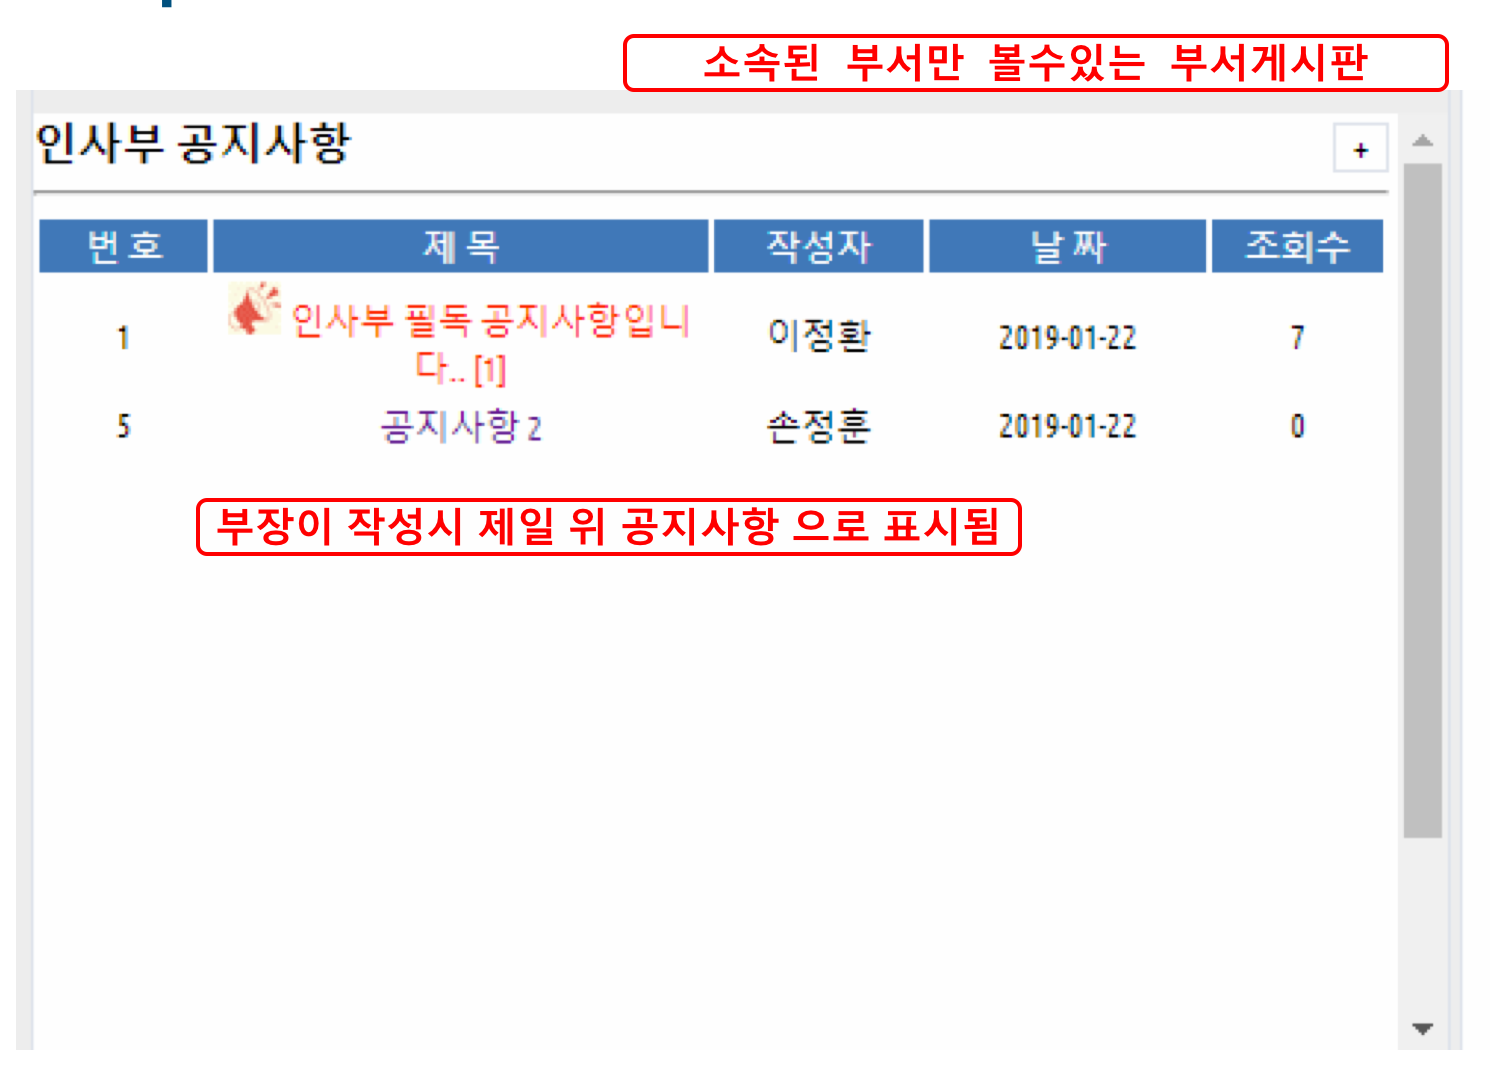 소속된 부서만 볼수있는 부서게시판
인사부 공지사항
+
번 호 제 목 작성자 날 짜 조회수
1 인사부 필독 공지사항입니 이정환 2019-01-22 7
다.. [1]
5 공지사항 2 손정훈 2019-01-22 0
부장이 작성시 제일 위 공지사항 으로 표시됨